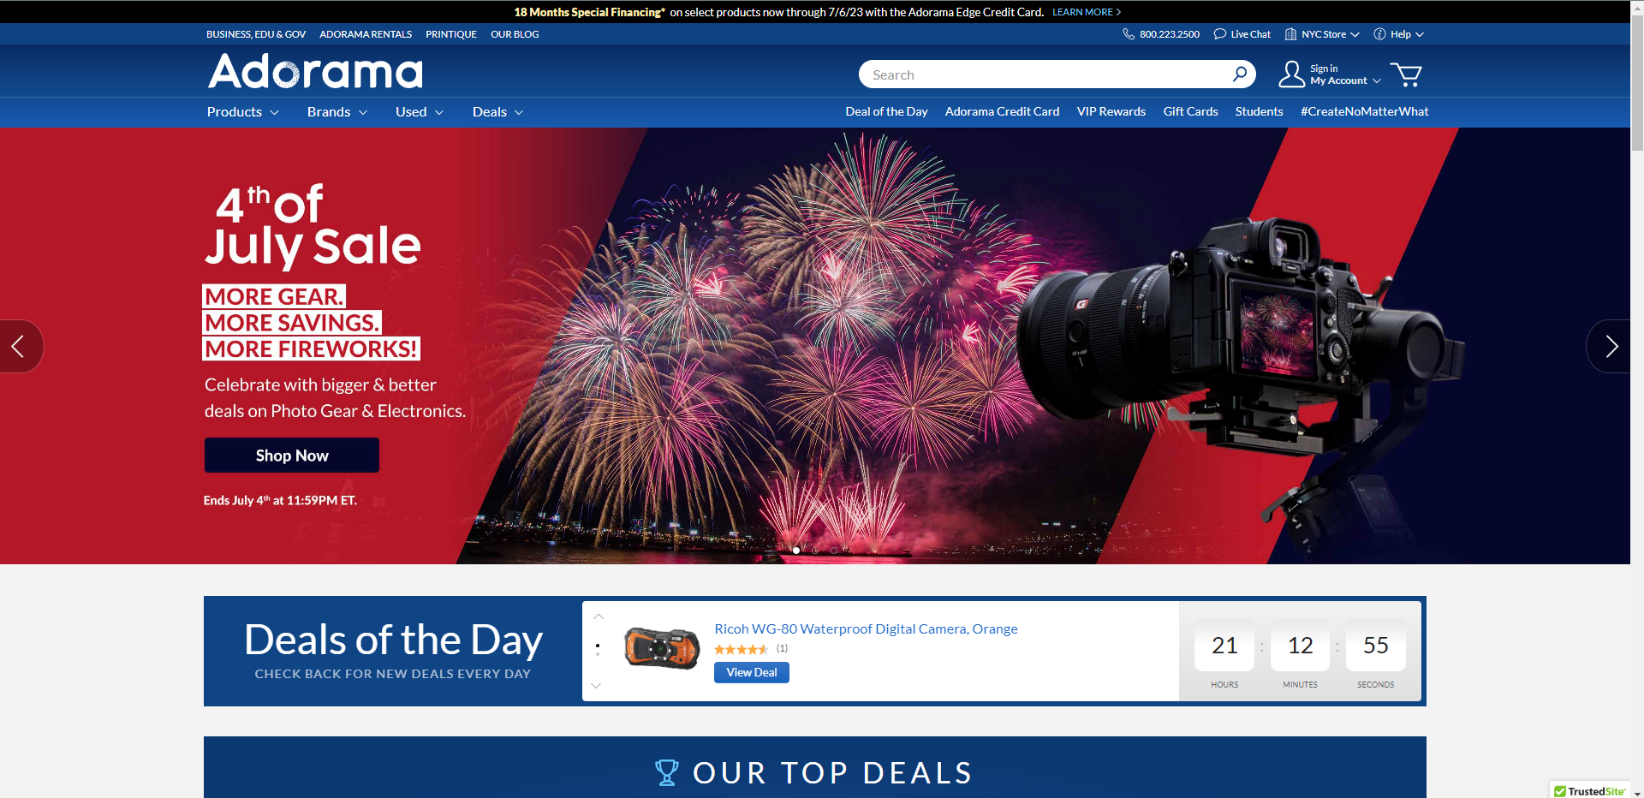 18 Months Special Financing* on select products now through 7/6/23 with the Adorama Edge Credit Card. LEARN MORE >
BUSINESS, EDU & GOV ADORAMA RENTALS PRINTIQUE OUR BLOG
800.223.2500 Live Chat NYC Store Help
Adorama
Search
Sign in
My Account
Products Brands Used Deals
Deal of the Day Adorama Credit Card VIP Rewards Gift Cards Students #CreateNoMatterWhat
4th of
July Sale
MORE GEAR.
MORE SAVINGS.
MORE FIREWORKS!
Celebrate with bigger & better
deals on Photo Gear & Electronics.
Shop Now
Ends July 4th at 11:59PM ET.
G
Deals of the Day
CHECK BACK FOR NEW DEALS EVERY DAY
Ricoh WG-80 Waterproof Digital Camera, Orange
(1)
View Deal
21 : 12 : 55
HOURS MINUTES SECONDS
OUR TOP DEALS
TrustedSite